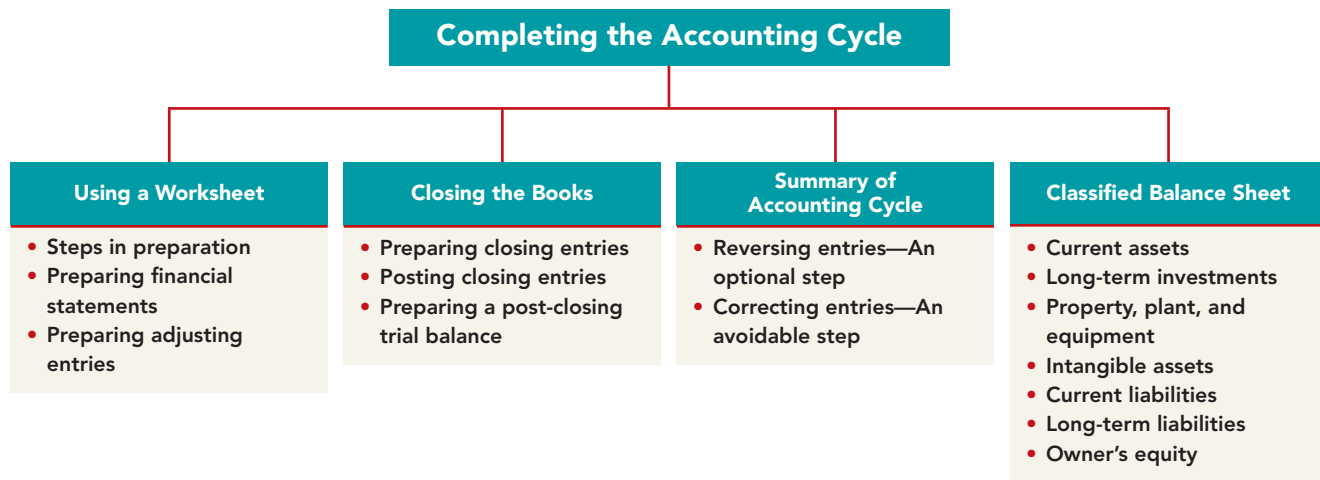 Completing the Accounting Cycle
Using a Worksheet
• Steps in preparation
• Preparing financial
statements
• Preparing adjusting
entries
Closing the Books
• Preparing closing entries
• Posting closing entries
• Preparing a post-closing
trial balance
Summary of
Accounting Cycle
• Reversing entries—An
optional step
• Correcting entries—An
avoidable step
Classified Balance Sheet
• Current assets
• Long-term investments
• Property, plant, and
equipment
• Intangible assets
• Current liabilities
• Long-term liabilities
• Owner’s equity